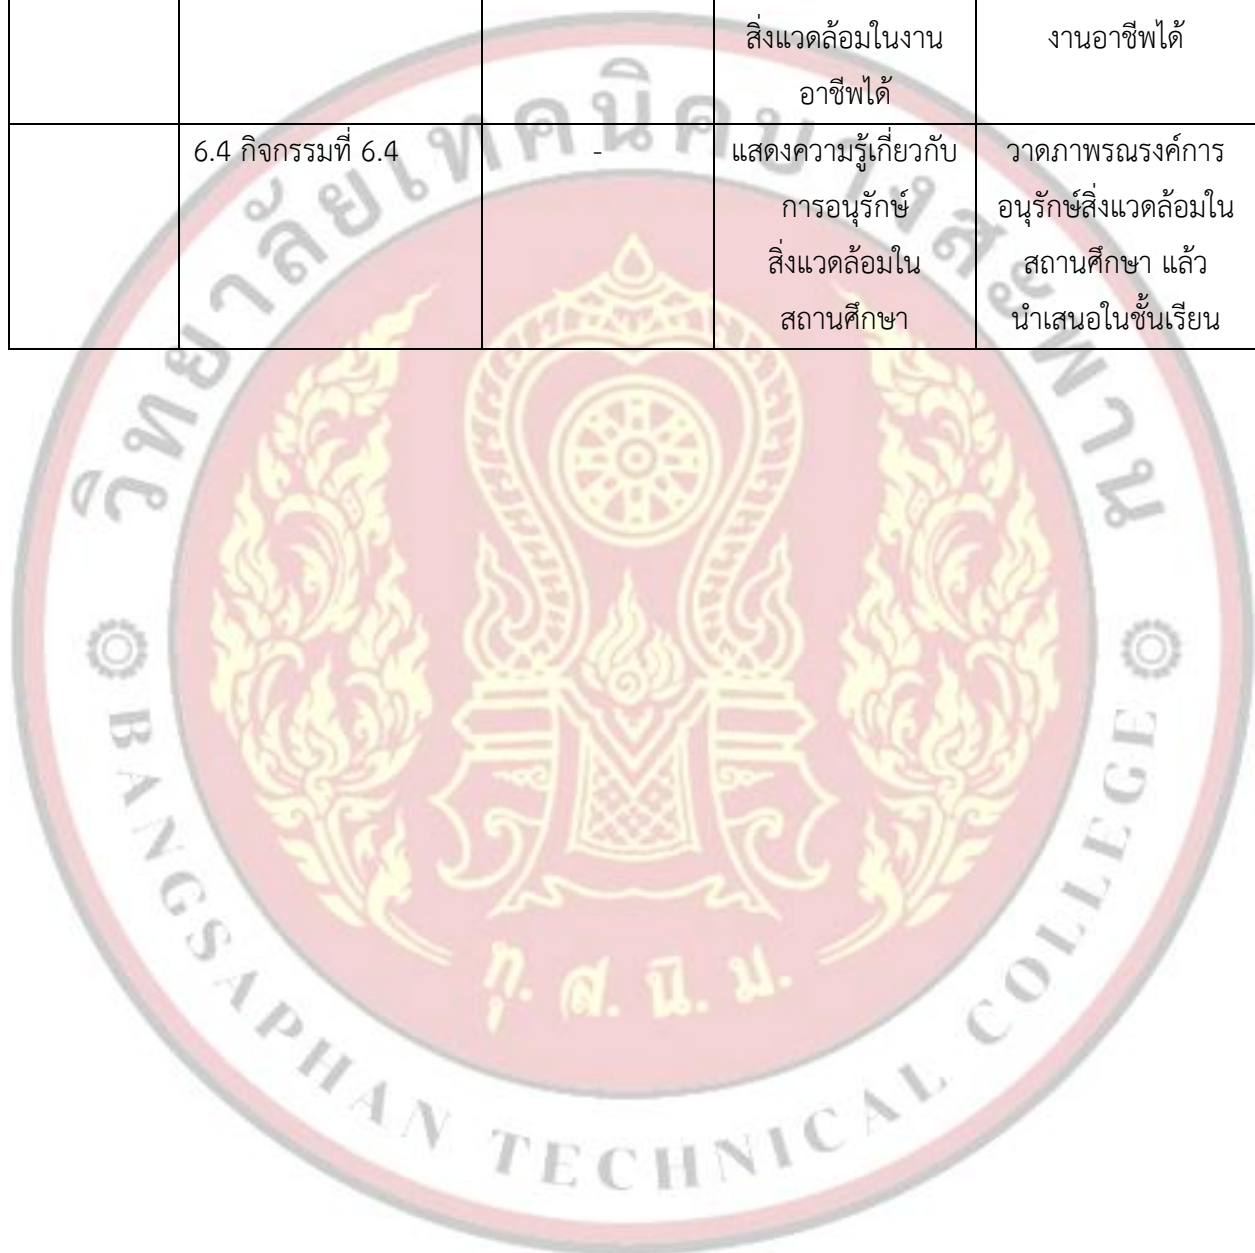 สิ่งแวดล้อมในงาน
อาชีพได้
งานอาชีพได้
6.4 กิจกรรมที่ 6.4
-
แสดงความรู้เกี่ยวกับ
การอนุรักษ์
สิ่งแวดล้อมใน
สถานศึกษา
วาดภาพรณรงค์การ
อนุรักษ์สิ่งแวดล้อมใน
สถานศึกษา แล้ว
นำเสนอในชั้นเรียน
วิทยาลัยเทคนิคบางสะพาน
ทุ. ส. นิ. ม.
BANGSAPHAN TECHNICAL COLLEGE